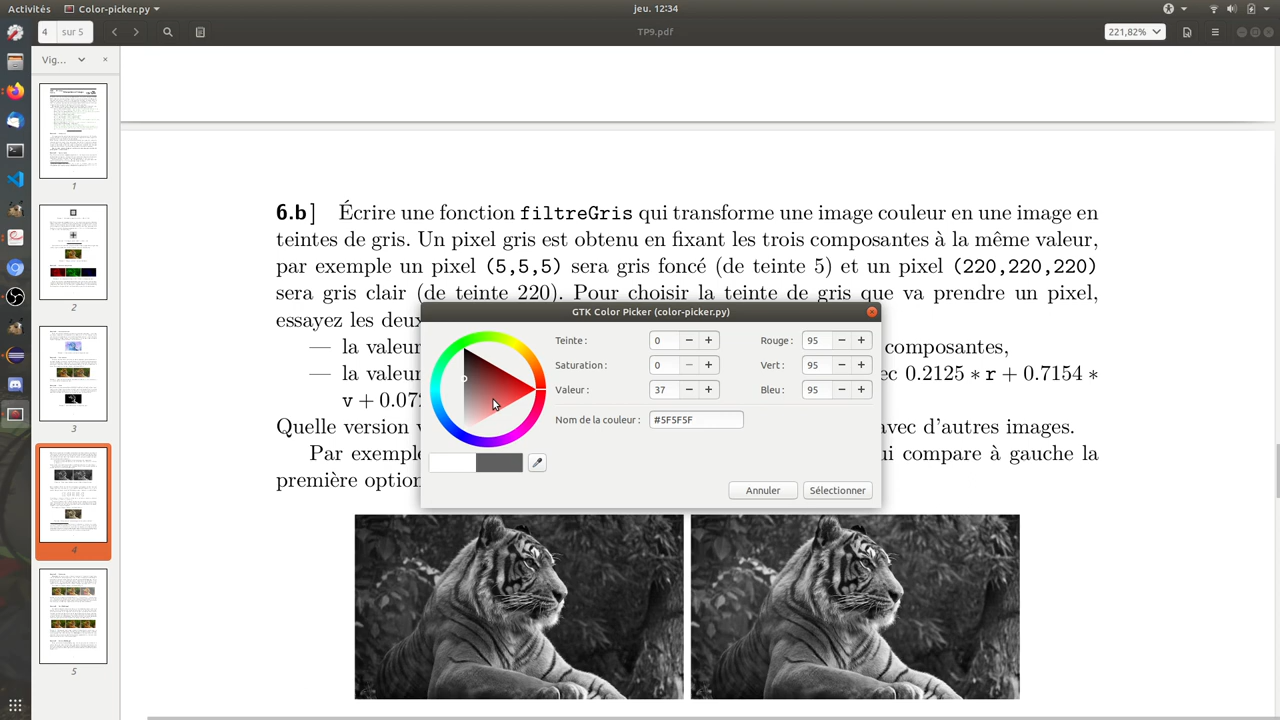 Activités
Color-picker.py
jeu. 12:34
4 sur 5
TP9.pdf
221,82%
Vig...
1
2
3
4
5
6.b] Écrire une fonction filtreGris qui transforme une image couleur en une image en
teintes de gris. Un pixel gris est obtenu en fixant les trois composantes à la même valeur,
par exemple un pixel (5,5,5) sera gris foncé (de teinte 5) et un pixel (220,220,220)
sera gris clair (de teinte 220). Pour choisir la teinte de gris que va prendre un pixel,
essayez les deux
— la valeur composantes,
— la valeur 0.2125 ∗ r + 0.7154 ∗
v + 0.07
Quelle version avec d'autres images.
Par exemple compare à gauche la
première option
GTK Color Picker (color-picker.py)
Teinte : 0
Rouge : 95
Saturation : 0
Vert : 95
Valeur : 37
Bleu : 95
Nom de la couleur : #5F5F5F
Annuler
Sélectionner